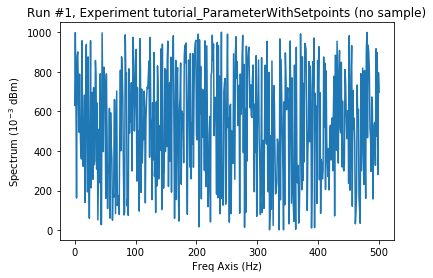 Run #1, Experiment tutorial_ParameterWithSetpoints (no sample)
1000
800
600
400
200
0
Spectrum (10⁻³ dBm)
0 100 200 300 400 500
Freq Axis (Hz)